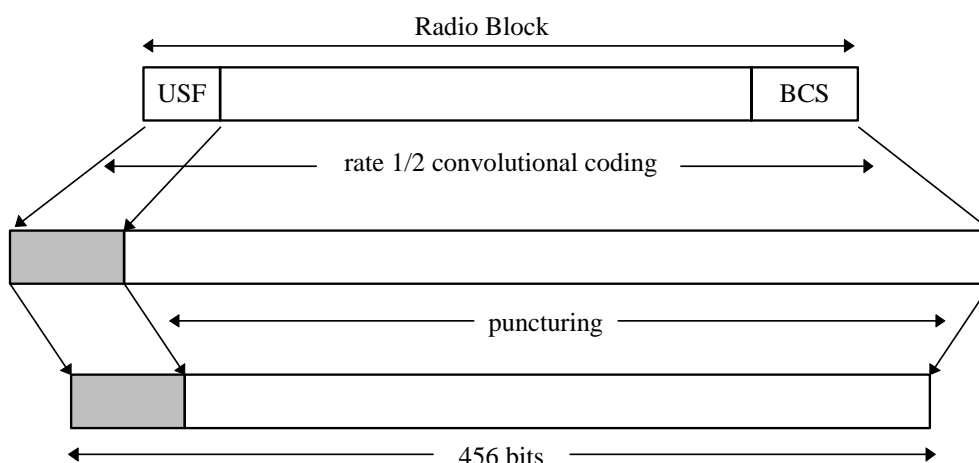 Radio Block
USF
BCS
rate 1/2 convolutional coding
puncturing
456 bits